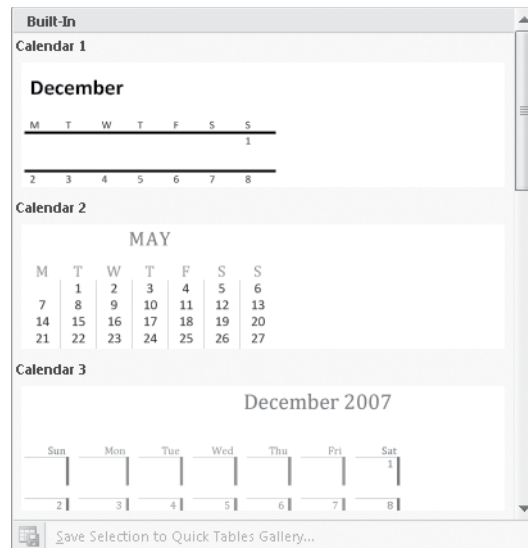 Built-In
Calendar 1
December
M T W T F S S
1
2 3 4 5 6 7 8
Calendar 2
MAY
M T W T F S S
1 2 3 4 5 6
7 8 9 10 11 12 13
14 15 16 17 18 19 20
21 22 23 24 25 26 27
Calendar 3
December 2007
Sun Mon Tue Wed Thu Fri Sat
1
2 3 4 5 6 7 8
Save Selection to Quick Tables Gallery...